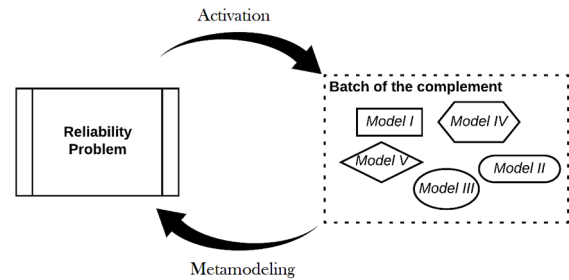 Activation
Batch of the complement
Model I
Model IV
Reliability
Problem
Model V
Model II
Model III
Metamodeling